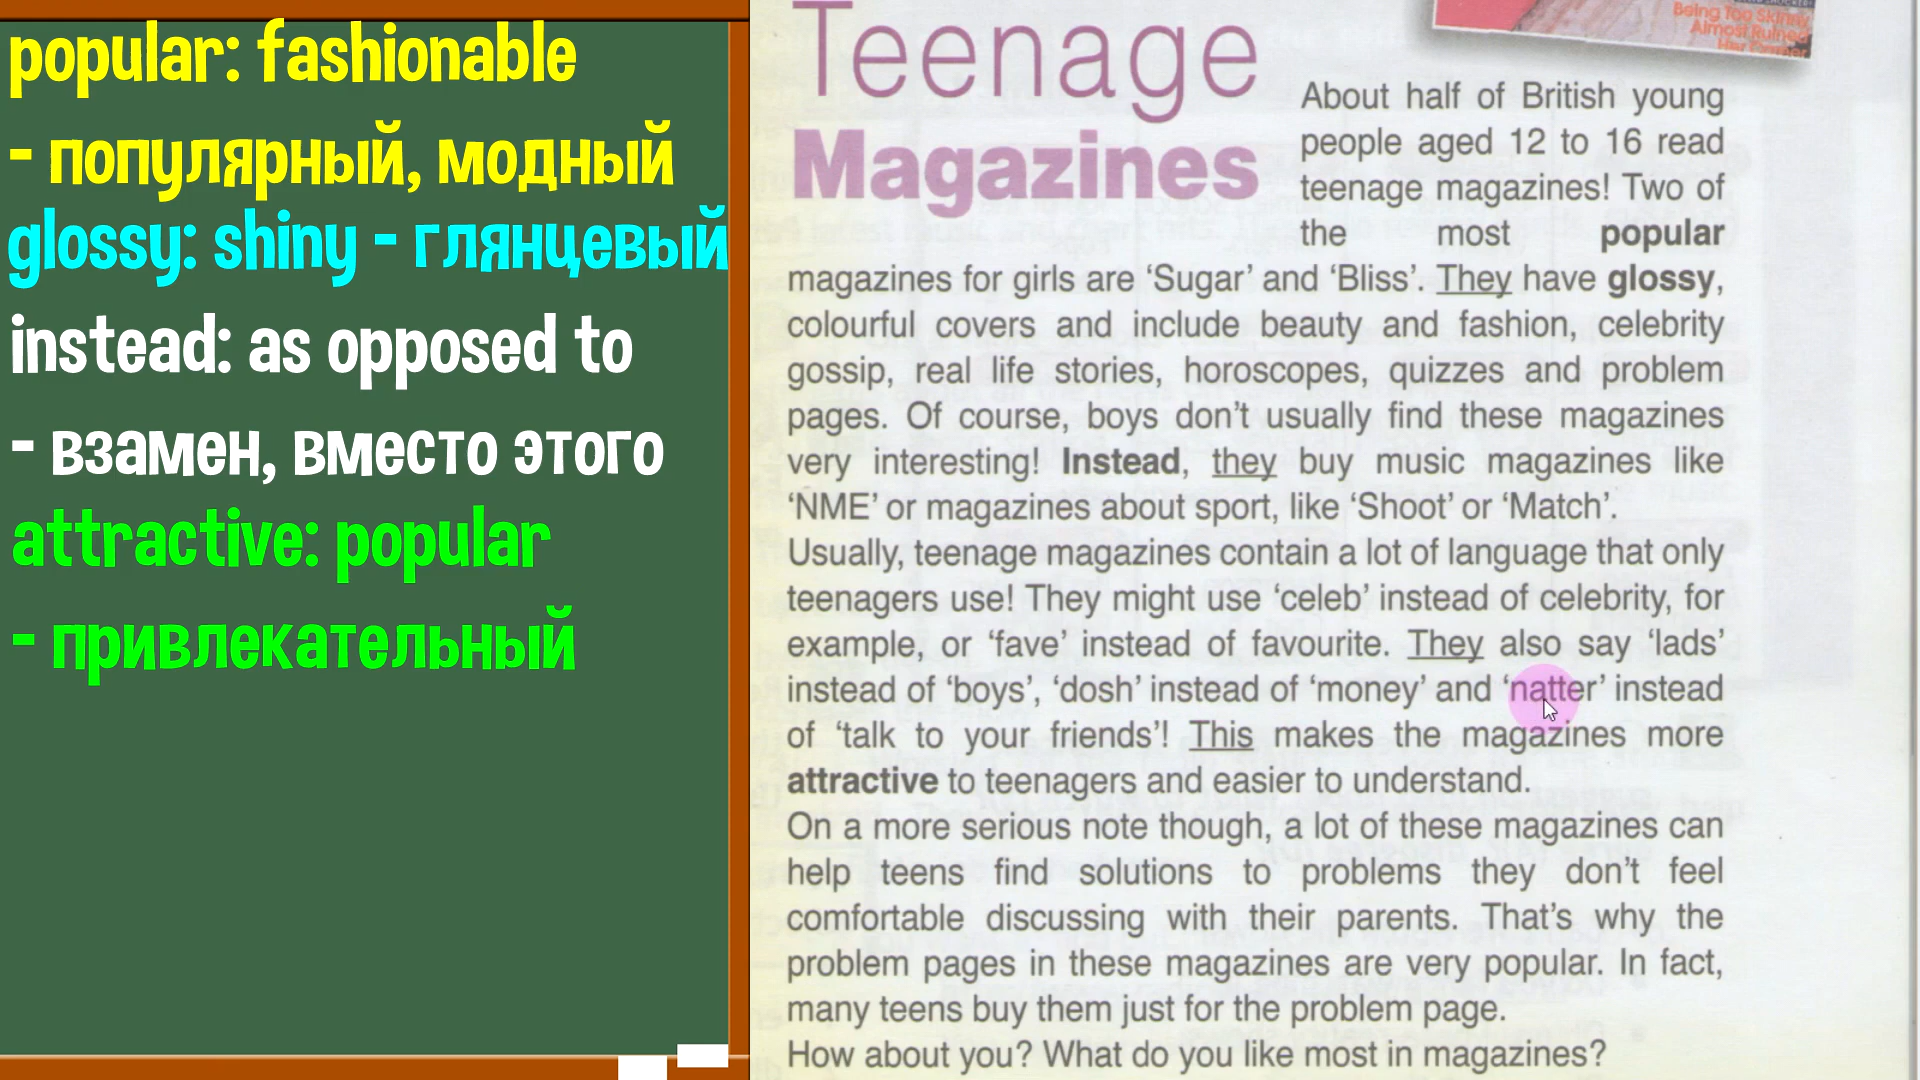 popular: fashionable
- популярный, модный
glossy: shiny - глянцевый
instead: as opposed to
- взамен, вместо этого
attractive: popular
- привлекательный
Being Too Skinny
Almost Ruined
Teenage
Magazines
About half of British young
people aged 12 to 16 read
teenage magazines! Two of
the most popular
magazines for girls are ‘Sugar’ and ‘Bliss’. They have glossy,
colourful covers and include beauty and fashion, celebrity
gossip, real life stories, horoscopes, quizzes and problem
pages. Of course, boys don’t usually find these magazines
very interesting! Instead, they buy music magazines like
‘NME’ or magazines about sport, like ‘Shoot’ or ‘Match’.
Usually, teenage magazines contain a lot of language that only
teenagers use! They might use ‘celeb’ instead of celebrity, for
example, or ‘fave’ instead of favourite. They also say ‘lads’
instead of ‘boys’, ‘dosh’ instead of ‘money’ and ‘natter’ instead
of ‘talk to your friends’! This makes the magazines more
attractive to teenagers and easier to understand.
On a more serious note though, a lot of these magazines can
help teens find solutions to problems they don’t feel
comfortable discussing with their parents. That’s why the
problem pages in these magazines are very popular. In fact,
many teens buy them just for the problem page.
How about you? What do you like most in magazines?